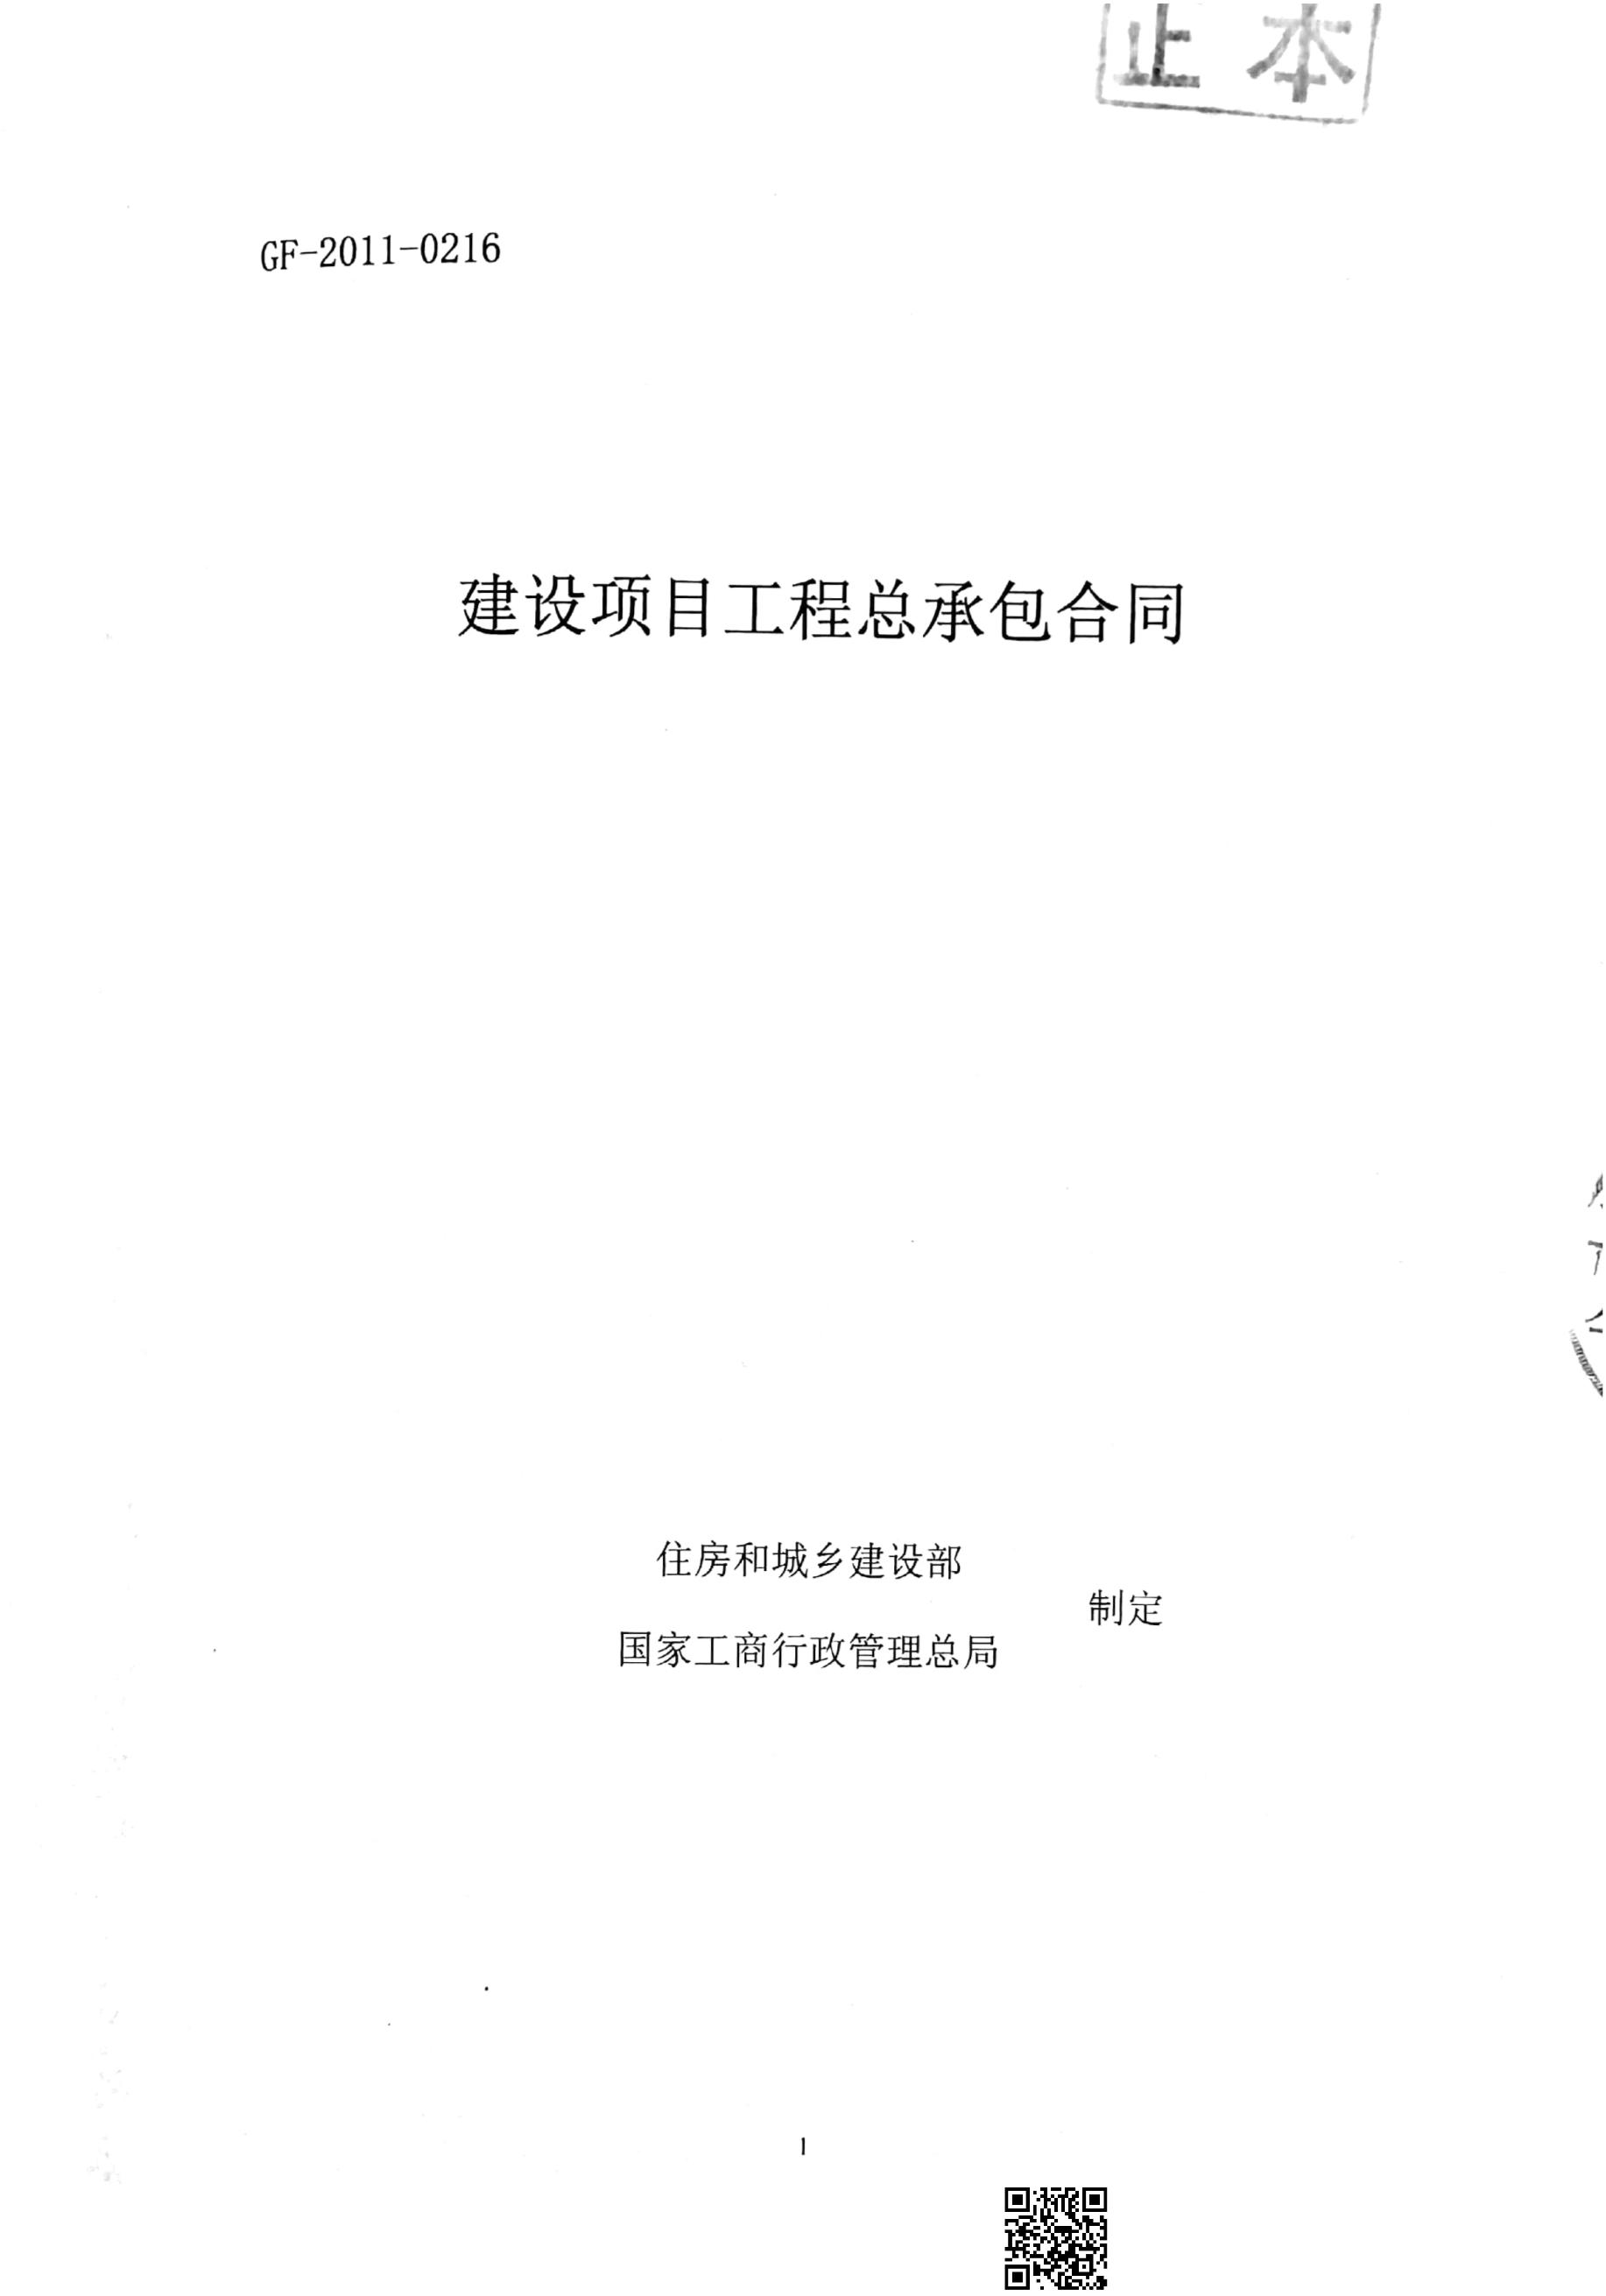 正本
GF-2011-0216
建设项目工程总承包合同
住房和城乡建设部
制定
国家工商行政管理总局
1